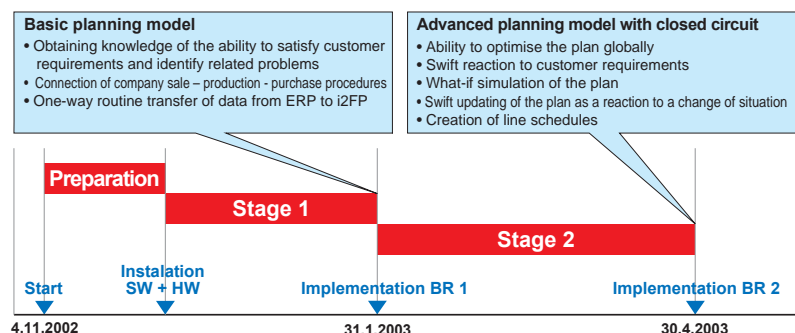 Basic planning model
• Obtaining knowledge of the ability to satisfy customer
requirements and identify related problems
• Connection of company sale – production - purchase procedures
• One-way routine transfer of data from ERP to i2FP
Advanced planning model with closed circuit
• Ability to optimise the plan globally
• Swift reaction to customer requirements
• What-if simulation of the plan
• Swift updating of the plan as a reaction to a change of situation
• Creation of line schedules
Preparation
Stage 1
Stage 2
Start
Instalation
SW + HW
Implementation BR 1
Implementation BR 2
4.11.2002
31.1.2003
30.4.2003